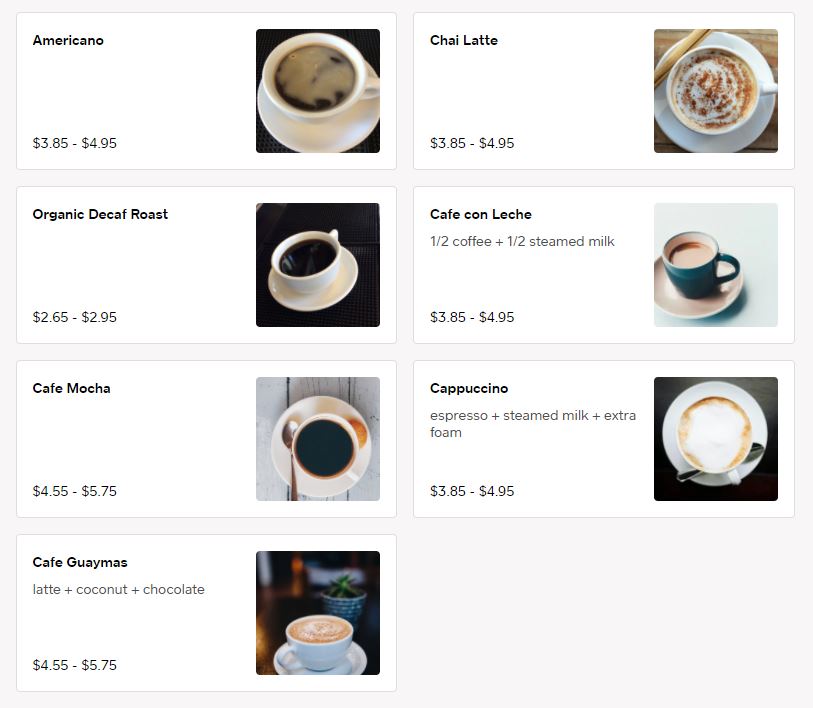 Americano
$3.85 - $4.95
Chai Latte
$3.85 - $4.95
Organic Decaf Roast
$2.65 - $2.95
Cafe con Leche
1/2 coffee + 1/2 steamed milk
$3.85 - $4.95
Cafe Mocha
$4.55 - $5.75
Cappuccino
espresso + steamed milk + extra
foam
$3.85 - $4.95
Cafe Guaymas
latte + coconut + chocolate
$4.55 - $5.75